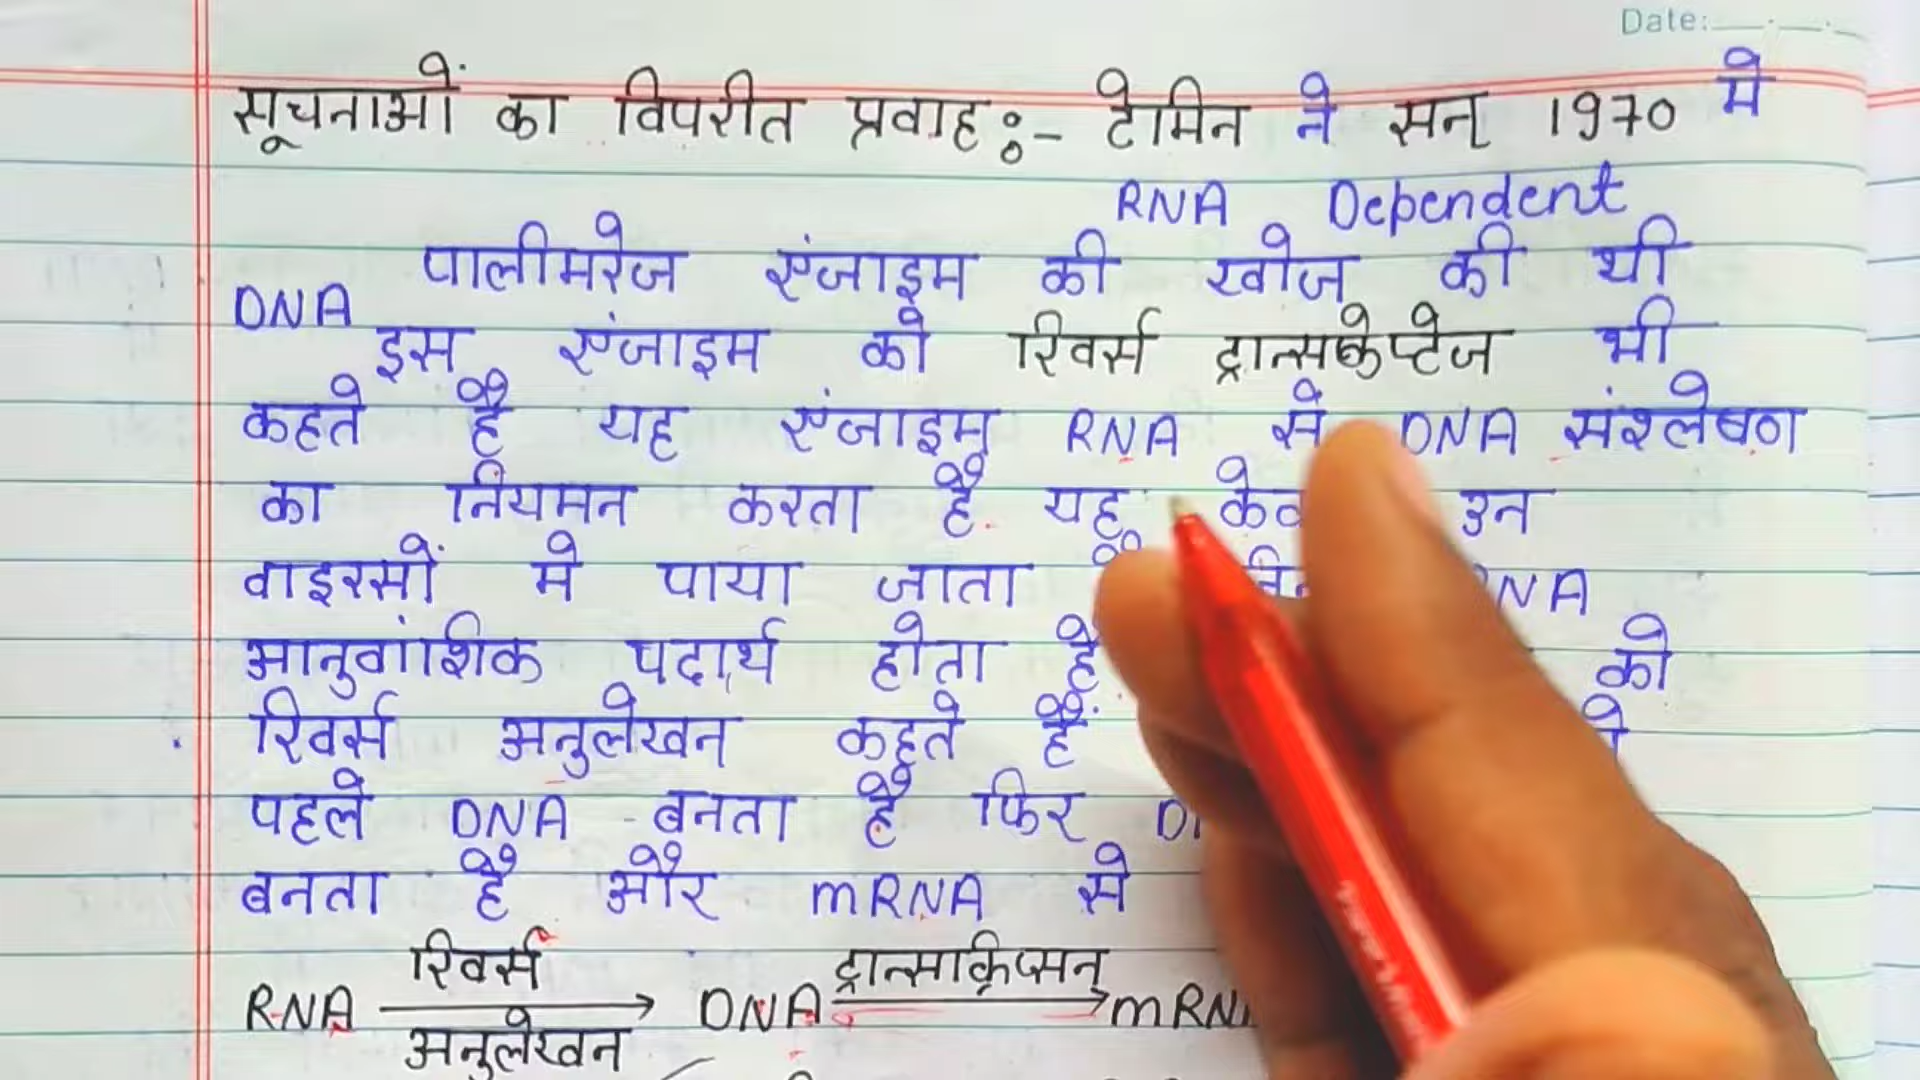 Date:
सूचनाओं का विपरीत प्रवाह:- टेमिन ने सन् 1970 मे
RNA Dependent
DNA पालीमरेज एंजाइम की खोज की थी
इस एंजाइम को रिवर्स ट्रान्सक्रेप्टेज भी
कहते है यह एंजाइम RNA से DNA संश्लेषण
का नियमन करता है. यह उन
वाइरसों मे पाया जाता
आनुवांशिक पदार्थ होता है को
रिवर्स अनुलेखन कहते हैं
पहले DNA बनता है फिर
बनता है और mRNA से
RNA रिवर्स अनुलेखन DNA ट्रान्सक्रिप्सन